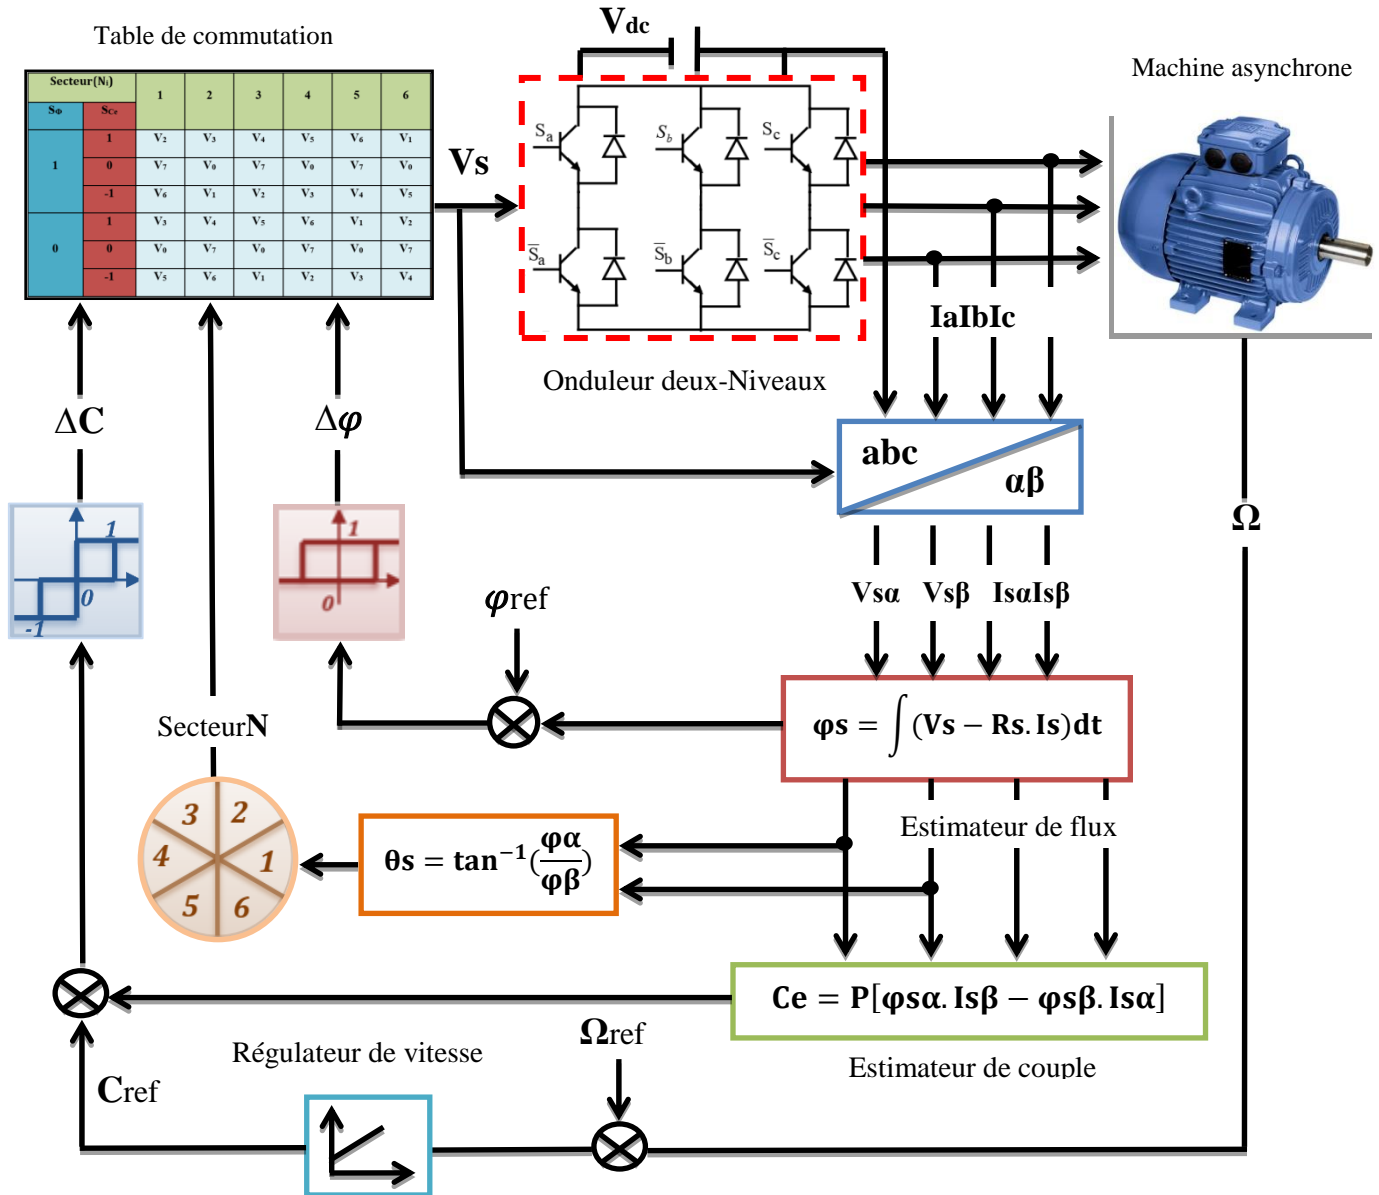 Table de commutation
Vdc
Machine asynchrone
Secteur(Nᵢ) 1 2 3 4 5 6
SΦ SCe
1 1 V₂ V₃ V₄ V₅ V₆ V₁
0 V₇ V₀ V₇ V₀ V₇ V₀
-1 V₆ V₁ V₂ V₃ V₄ V₅
0 1 V₃ V₄ V₅ V₆ V₁ V₂
0 V₀ V₇ V₀ V₇ V₀ V₇
-1 V₅ V₆ V₁ V₂ V₃ V₄
Vs
Sa Sb Sc
S̅a S̅b S̅c
IaIbIc
Onduleur deux-Niveaux
ΔC
Δφ
abc
αβ
Ω
1
0
-1
1
0
Vsα Vsβ IsαIsβ
φref
φs = ∫(Vs − Rs. Is)dt
SecteurN
Estimateur de flux
3 2
4 1
5 6
θs = tan⁻¹(φα/φβ)
Ce = P[φsα. Isβ − φsβ. Isα]
Ωref
Régulateur de vitesse
Estimateur de couple
Cref